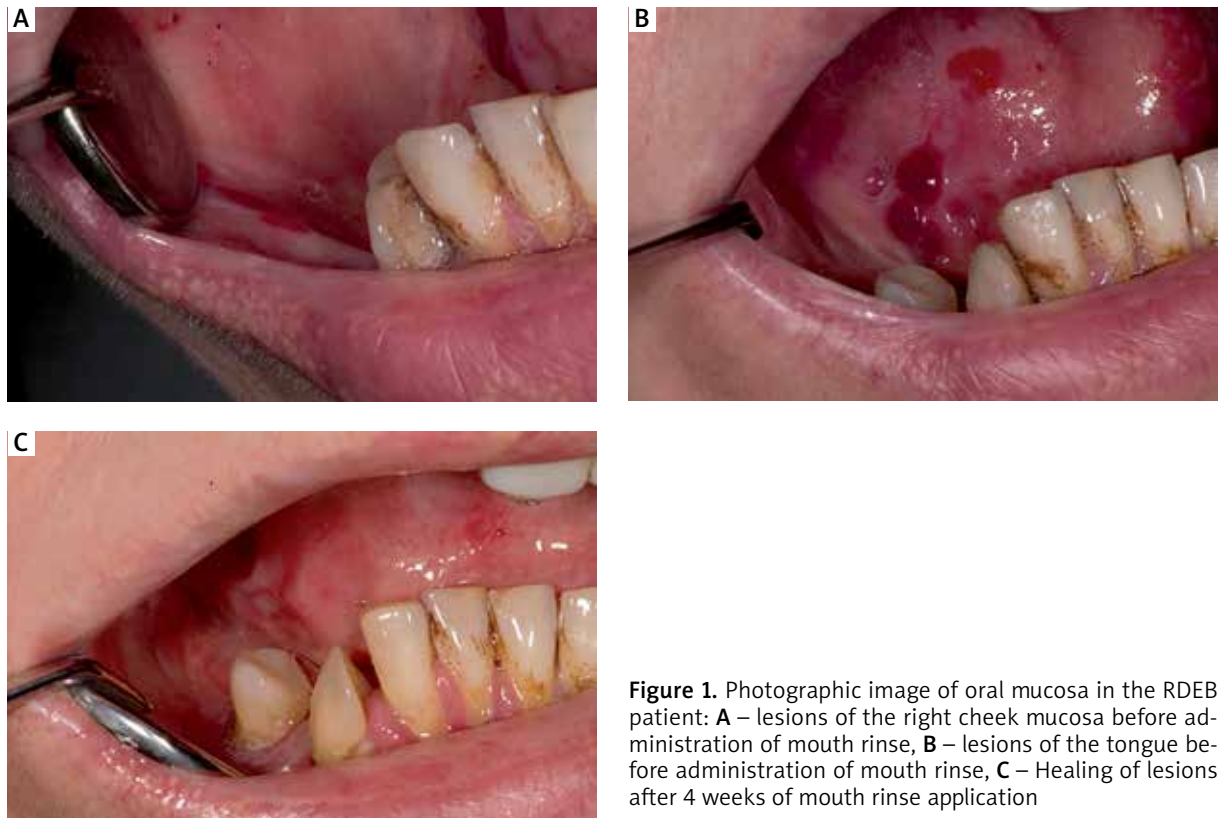 A
B
C
Figure 1. Photographic image of oral mucosa in the RDEB
patient: A – lesions of the right cheek mucosa before ad-
ministration of mouth rinse, B – lesions of the tongue be-
fore administration of mouth rinse, C – Healing of lesions
after 4 weeks of mouth rinse application